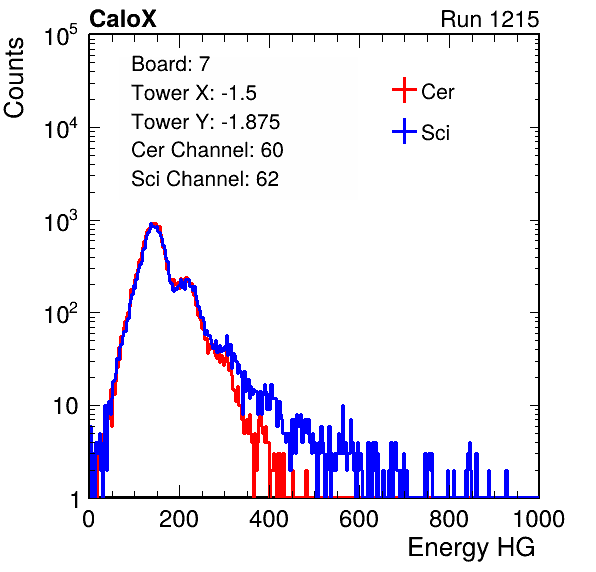 CaloX Run 1215
Counts
10^5
10^4
10^3
10^2
10
1
Board: 7
Tower X: -1.5
Tower Y: -1.875
Cer Channel: 60
Sci Channel: 62
Cer
Sci
0 200 400 600 800 1000
Energy HG